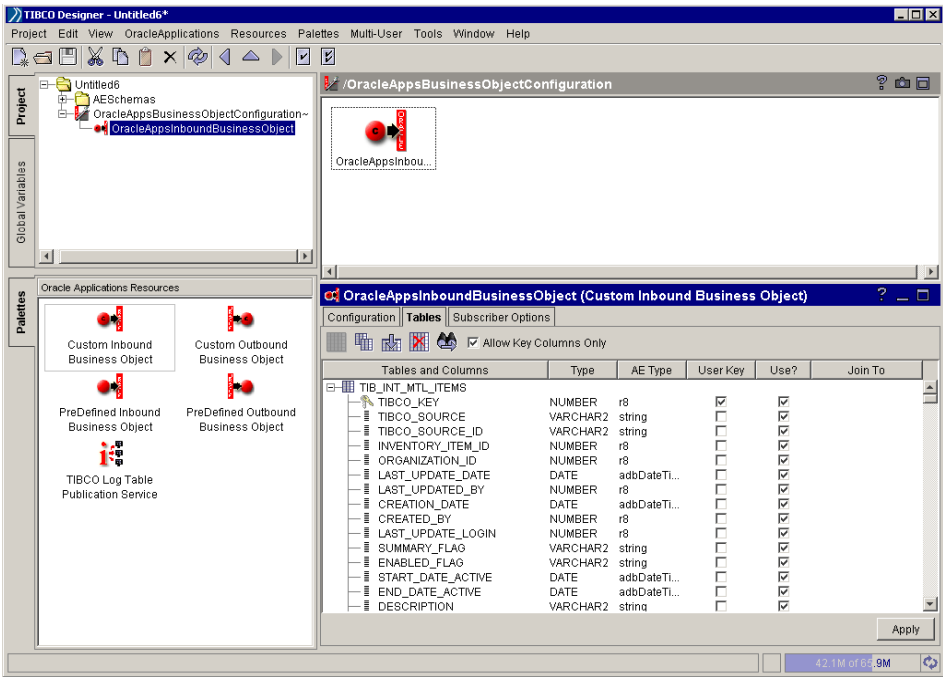 TIBCO Designer - Untitled6*
Project Edit View OracleApplications Resources Palettes Multi-User Tools Window Help
Project
Global Variables
Untitled6
AESchemas
OracleAppsBusinessObjectConfiguration~
OracleAppsInboundBusinessObject
/OracleAppsBusinessObjectConfiguration
?
OracleAppsInbou...
Palettes
Oracle Applications Resources
Custom Inbound
Business Object
Custom Outbound
Business Object
PreDefined Inbound
Business Object
PreDefined Outbound
Business Object
TIBCO Log Table
Publication Service
OracleAppsInboundBusinessObject (Custom Inbound Business Object)
?
Configuration Tables Subscriber Options
Allow Key Columns Only
Tables and Columns Type AE Type User Key Use? Join To
TIB_INT_MTL_ITEMS
TIBCO_KEY NUMBER r8
TIBCO_SOURCE VARCHAR2 string
TIBCO_SOURCE_ID VARCHAR2 string
INVENTORY_ITEM_ID NUMBER r8
ORGANIZATION_ID NUMBER r8
LAST_UPDATE_DATE DATE adbDateTi...
LAST_UPDATED_BY NUMBER r8
CREATION_DATE DATE adbDateTi...
CREATED_BY NUMBER r8
LAST_UPDATE_LOGIN NUMBER r8
SUMMARY_FLAG VARCHAR2 string
ENABLED_FLAG VARCHAR2 string
START_DATE_ACTIVE DATE adbDateTi...
END_DATE_ACTIVE DATE adbDateTi...
DESCRIPTION VARCHAR2 string
Apply
42.1M of 65.9M